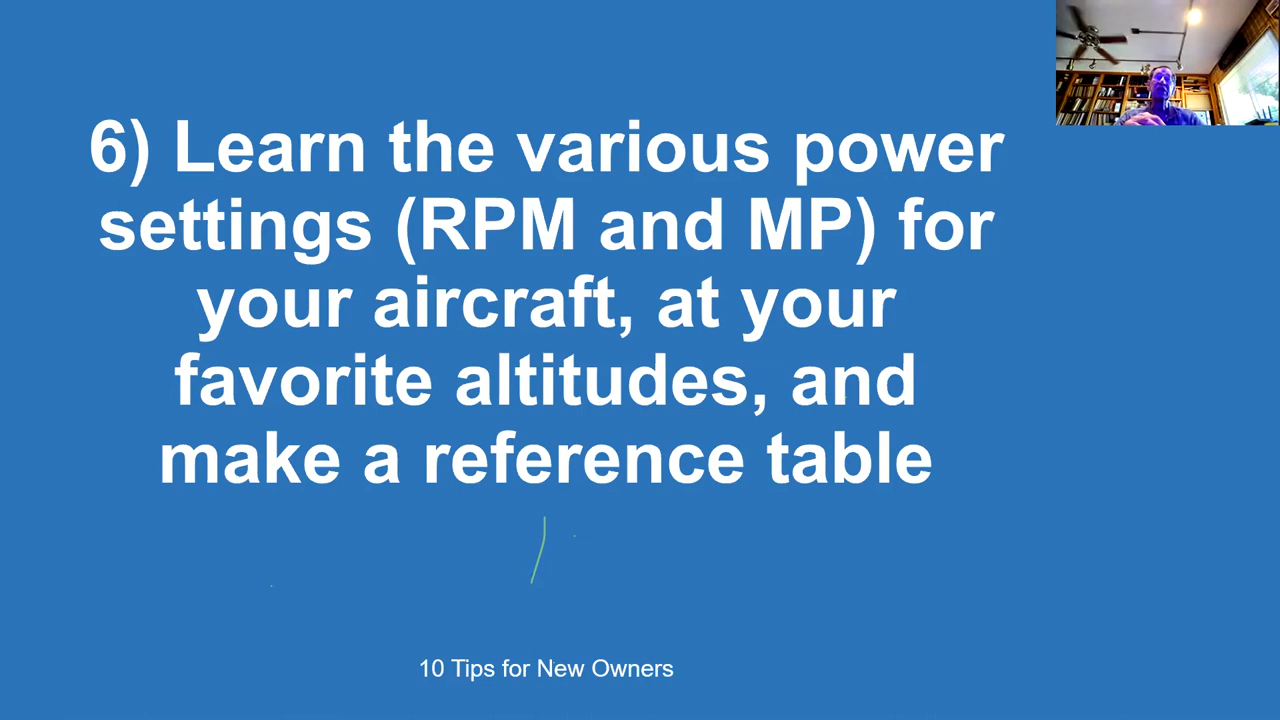 6) Learn the various power
settings (RPM and MP) for
your aircraft, at your
favorite altitudes, and
make a reference table
10 Tips for New Owners